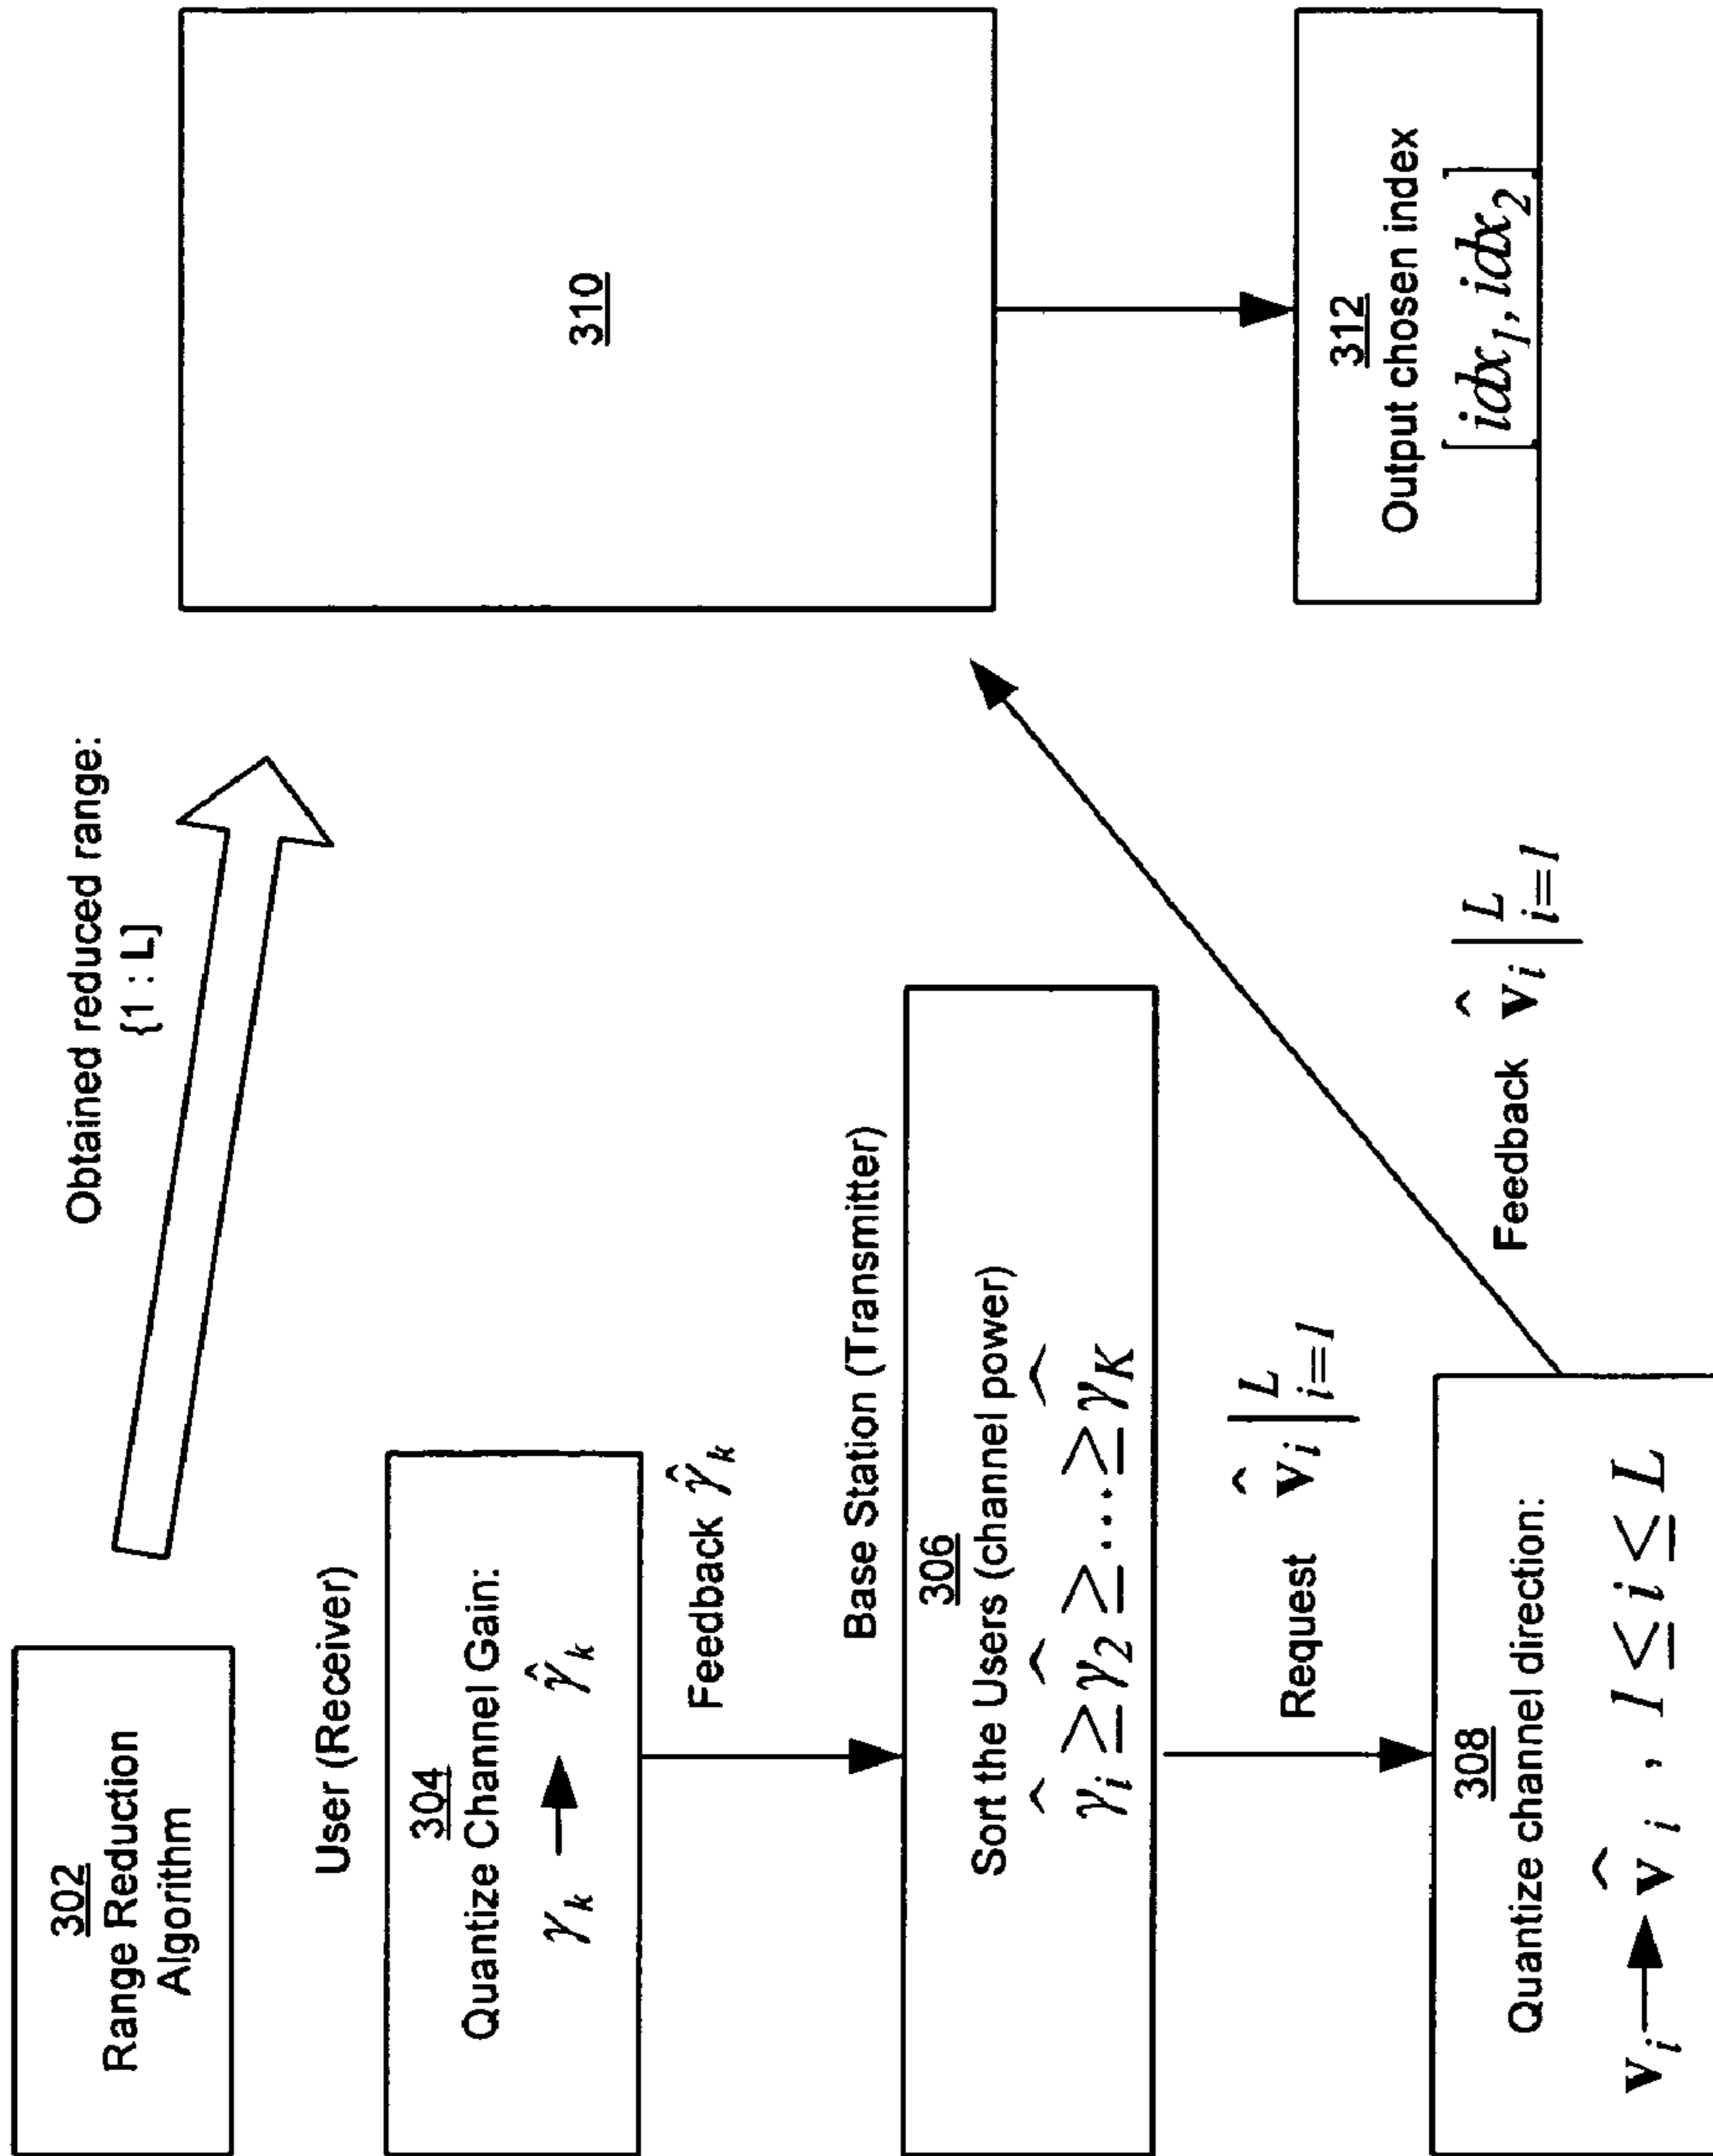 302
Range Reduction
Algorithm
Obtained reduced range:
{1 : L]
User (Receiver)
304
Quantize Channel Gain:
γ_k → γ̂_k
Feedback γ̂_k
Base Station (Transmitter)
306
Sort the Users (channel power)
γ̂_i ≥ γ̂_2 ≥ .... ≥ γ̂_K
Request v̂_i |^L_{i=1}
308
Quantize channel direction:
v_i → v̂_i , 1 ≤ i ≤ L
Feedback v̂_i |^L_{i=1}
310
312
Output chosen index
[idx_1, idx_2]